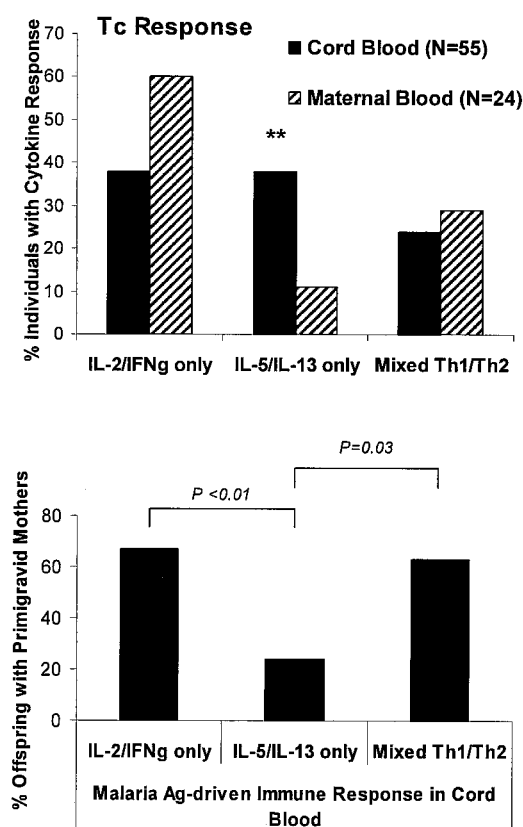 Tc Response
% Individuals with Cytokine Response
70
60
50
40
30
20
10
0
Cord Blood (N=55)
Maternal Blood (N=24)
**
IL-2/IFNg only
IL-5/IL-13 only
Mixed Th1/Th2
P=0.03
P <0.01
% Offspring with Primigravid Mothers
80
60
40
20
0
IL-2/IFNg only
IL-5/IL-13 only
Mixed Th1/Th2
Malaria Ag-driven Immune Response in Cord
Blood